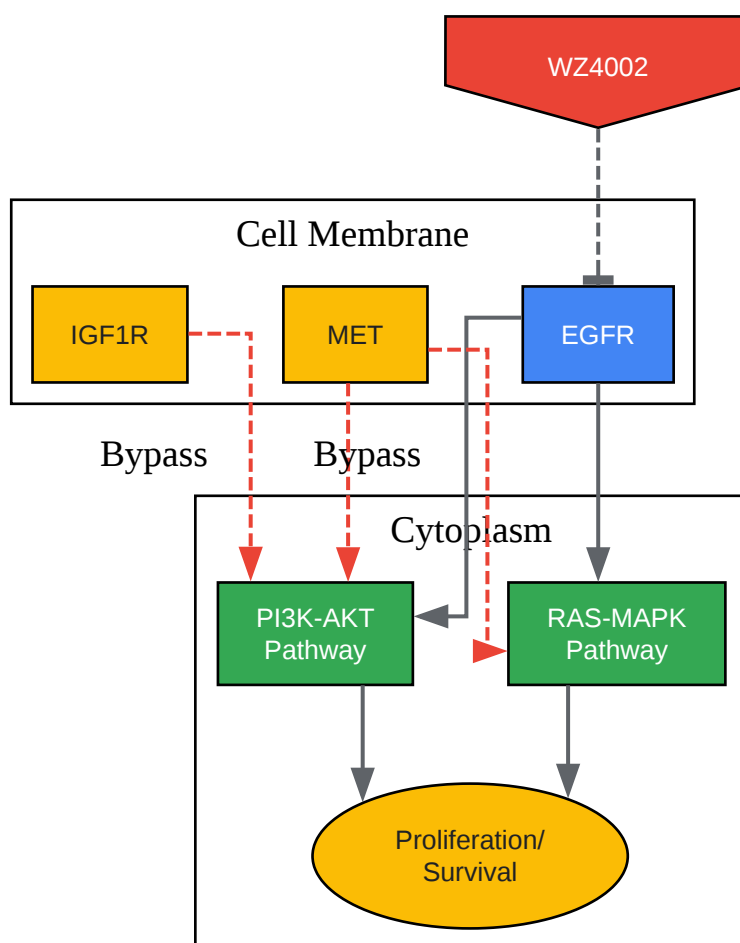 WZ4002
Cell Membrane
IGF1R
MET
EGFR
Bypass
Bypass
Cytoplasm
PI3K-AKT
Pathway
RAS-MAPK
Pathway
Proliferation/
Survival